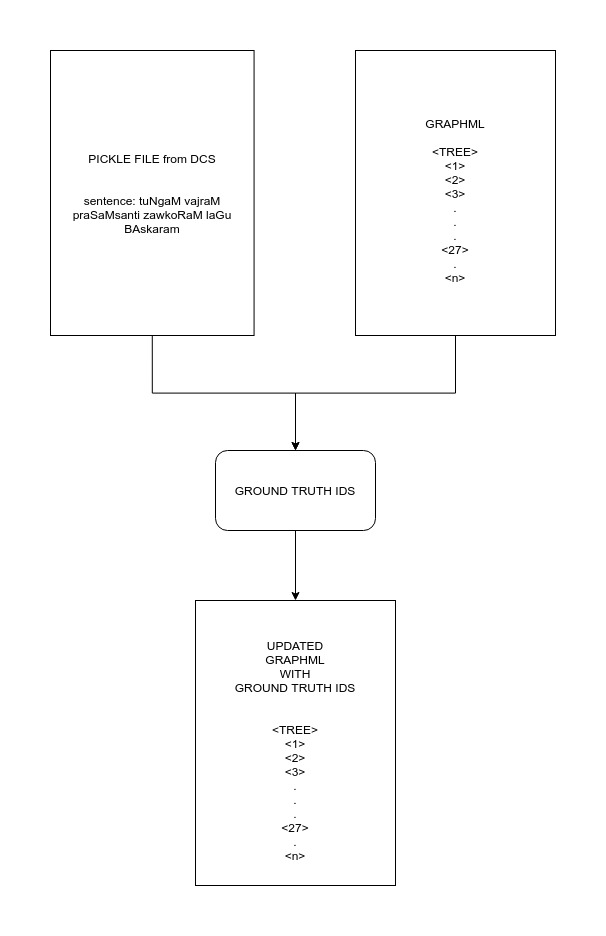 PICKLE FILE from DCS
sentence: tuNgaM vajraM
praSaMsanti zawkoRaM laGu
BAskaram
GRAPHML
<TREE>
<1>
<2>
<3>
.
.
.
<27>
.
<n>
GROUND TRUTH IDS
UPDATED
GRAPHML
WITH
GROUND TRUTH IDS
<TREE>
<1>
<2>
<3>
.
.
.
<27>
.
<n>